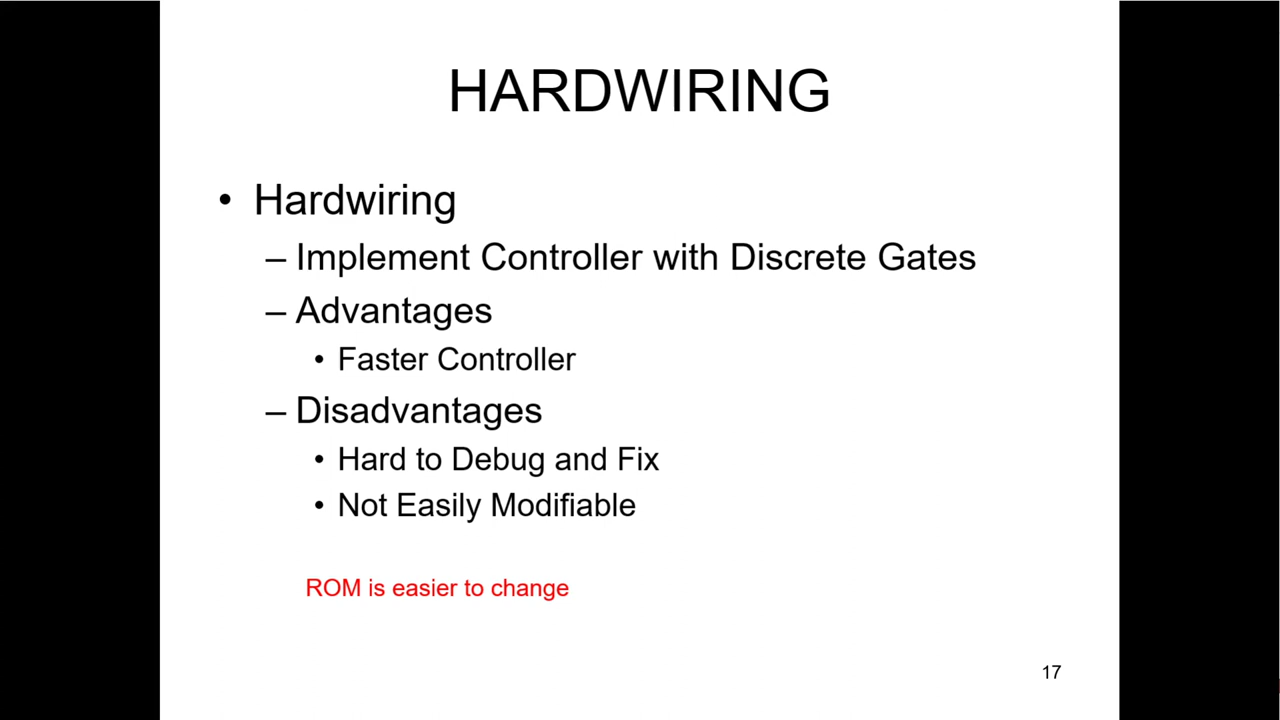 HARDWIRING
• Hardwiring
– Implement Controller with Discrete Gates
– Advantages
• Faster Controller
– Disadvantages
• Hard to Debug and Fix
• Not Easily Modifiable
ROM is easier to change
17